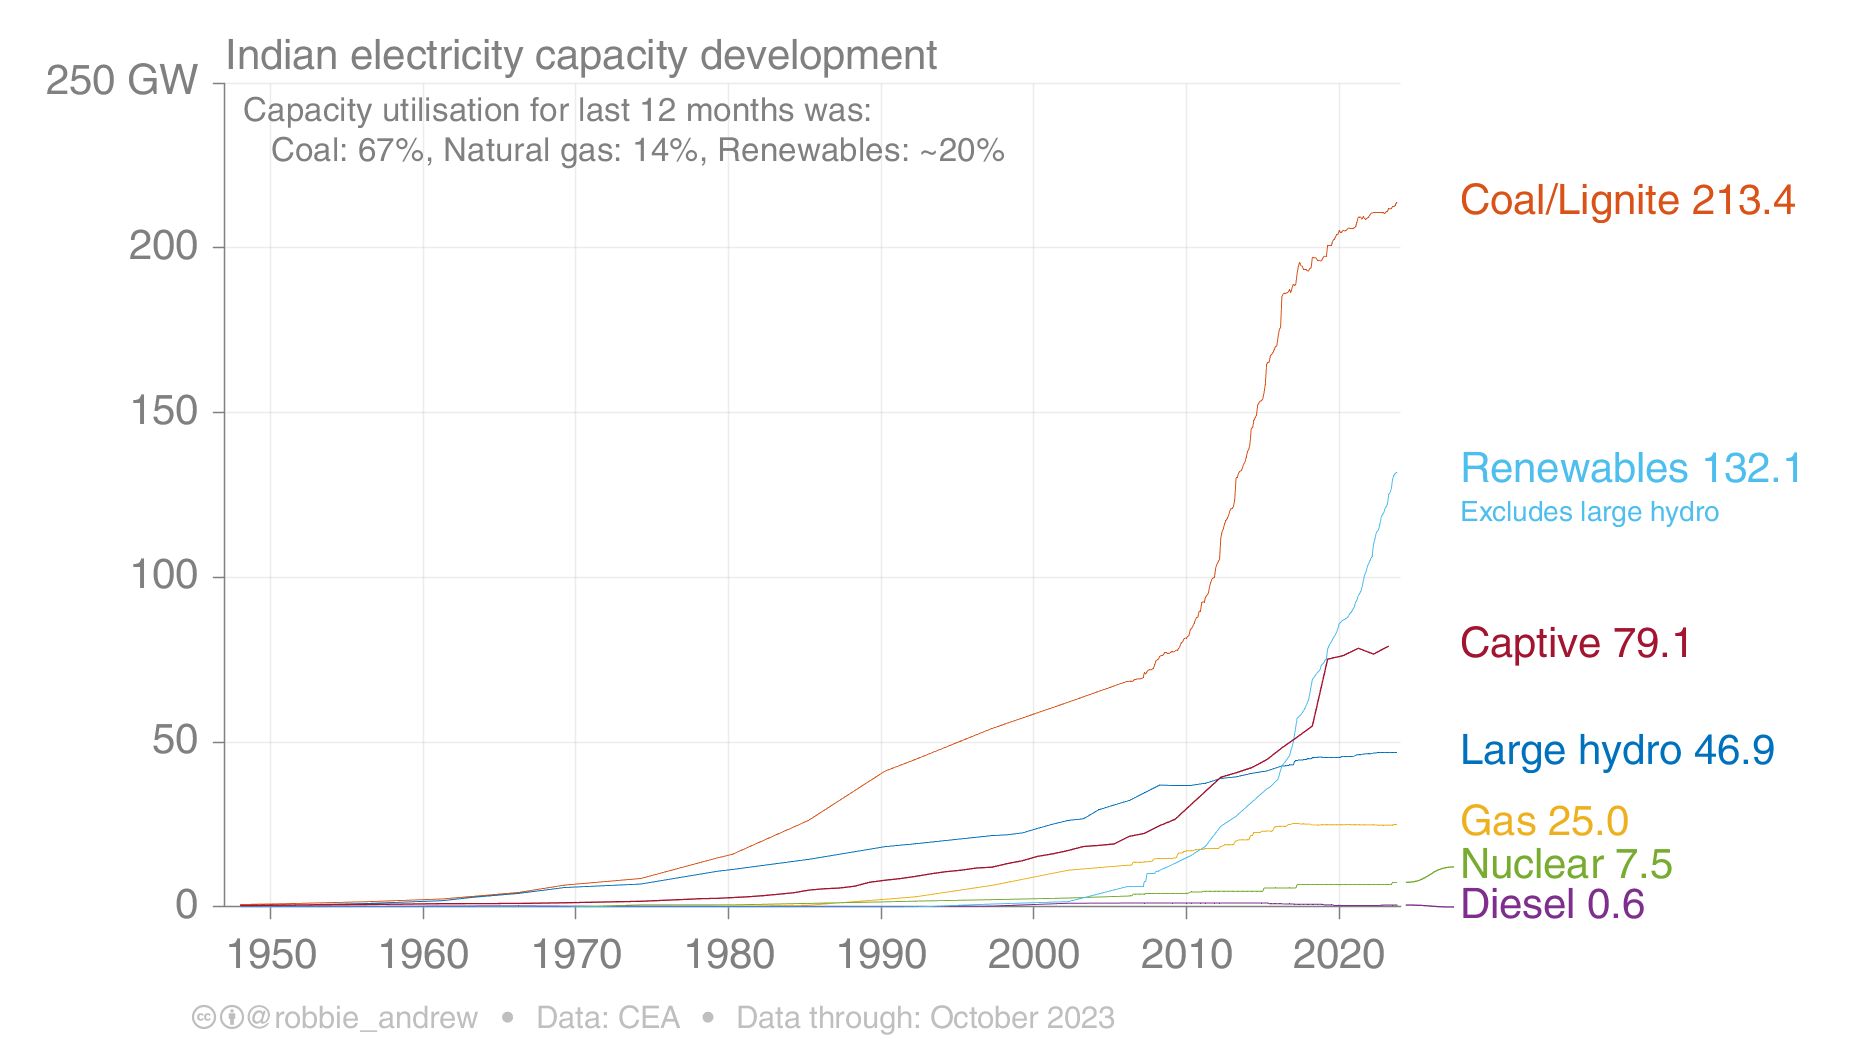 Indian electricity capacity development
250 GW
Capacity utilisation for last 12 months was:
Coal: 67%, Natural gas: 14%, Renewables: ~20%
Coal/Lignite 213.4
200
150
Renewables 132.1
Excludes large hydro
100
Captive 79.1
50
Large hydro 46.9
Gas 25.0
Nuclear 7.5
0
Diesel 0.6
1950 1960 1970 1980 1990 2000 2010 2020
cc @robbie_andrew • Data: CEA • Data through: October 2023